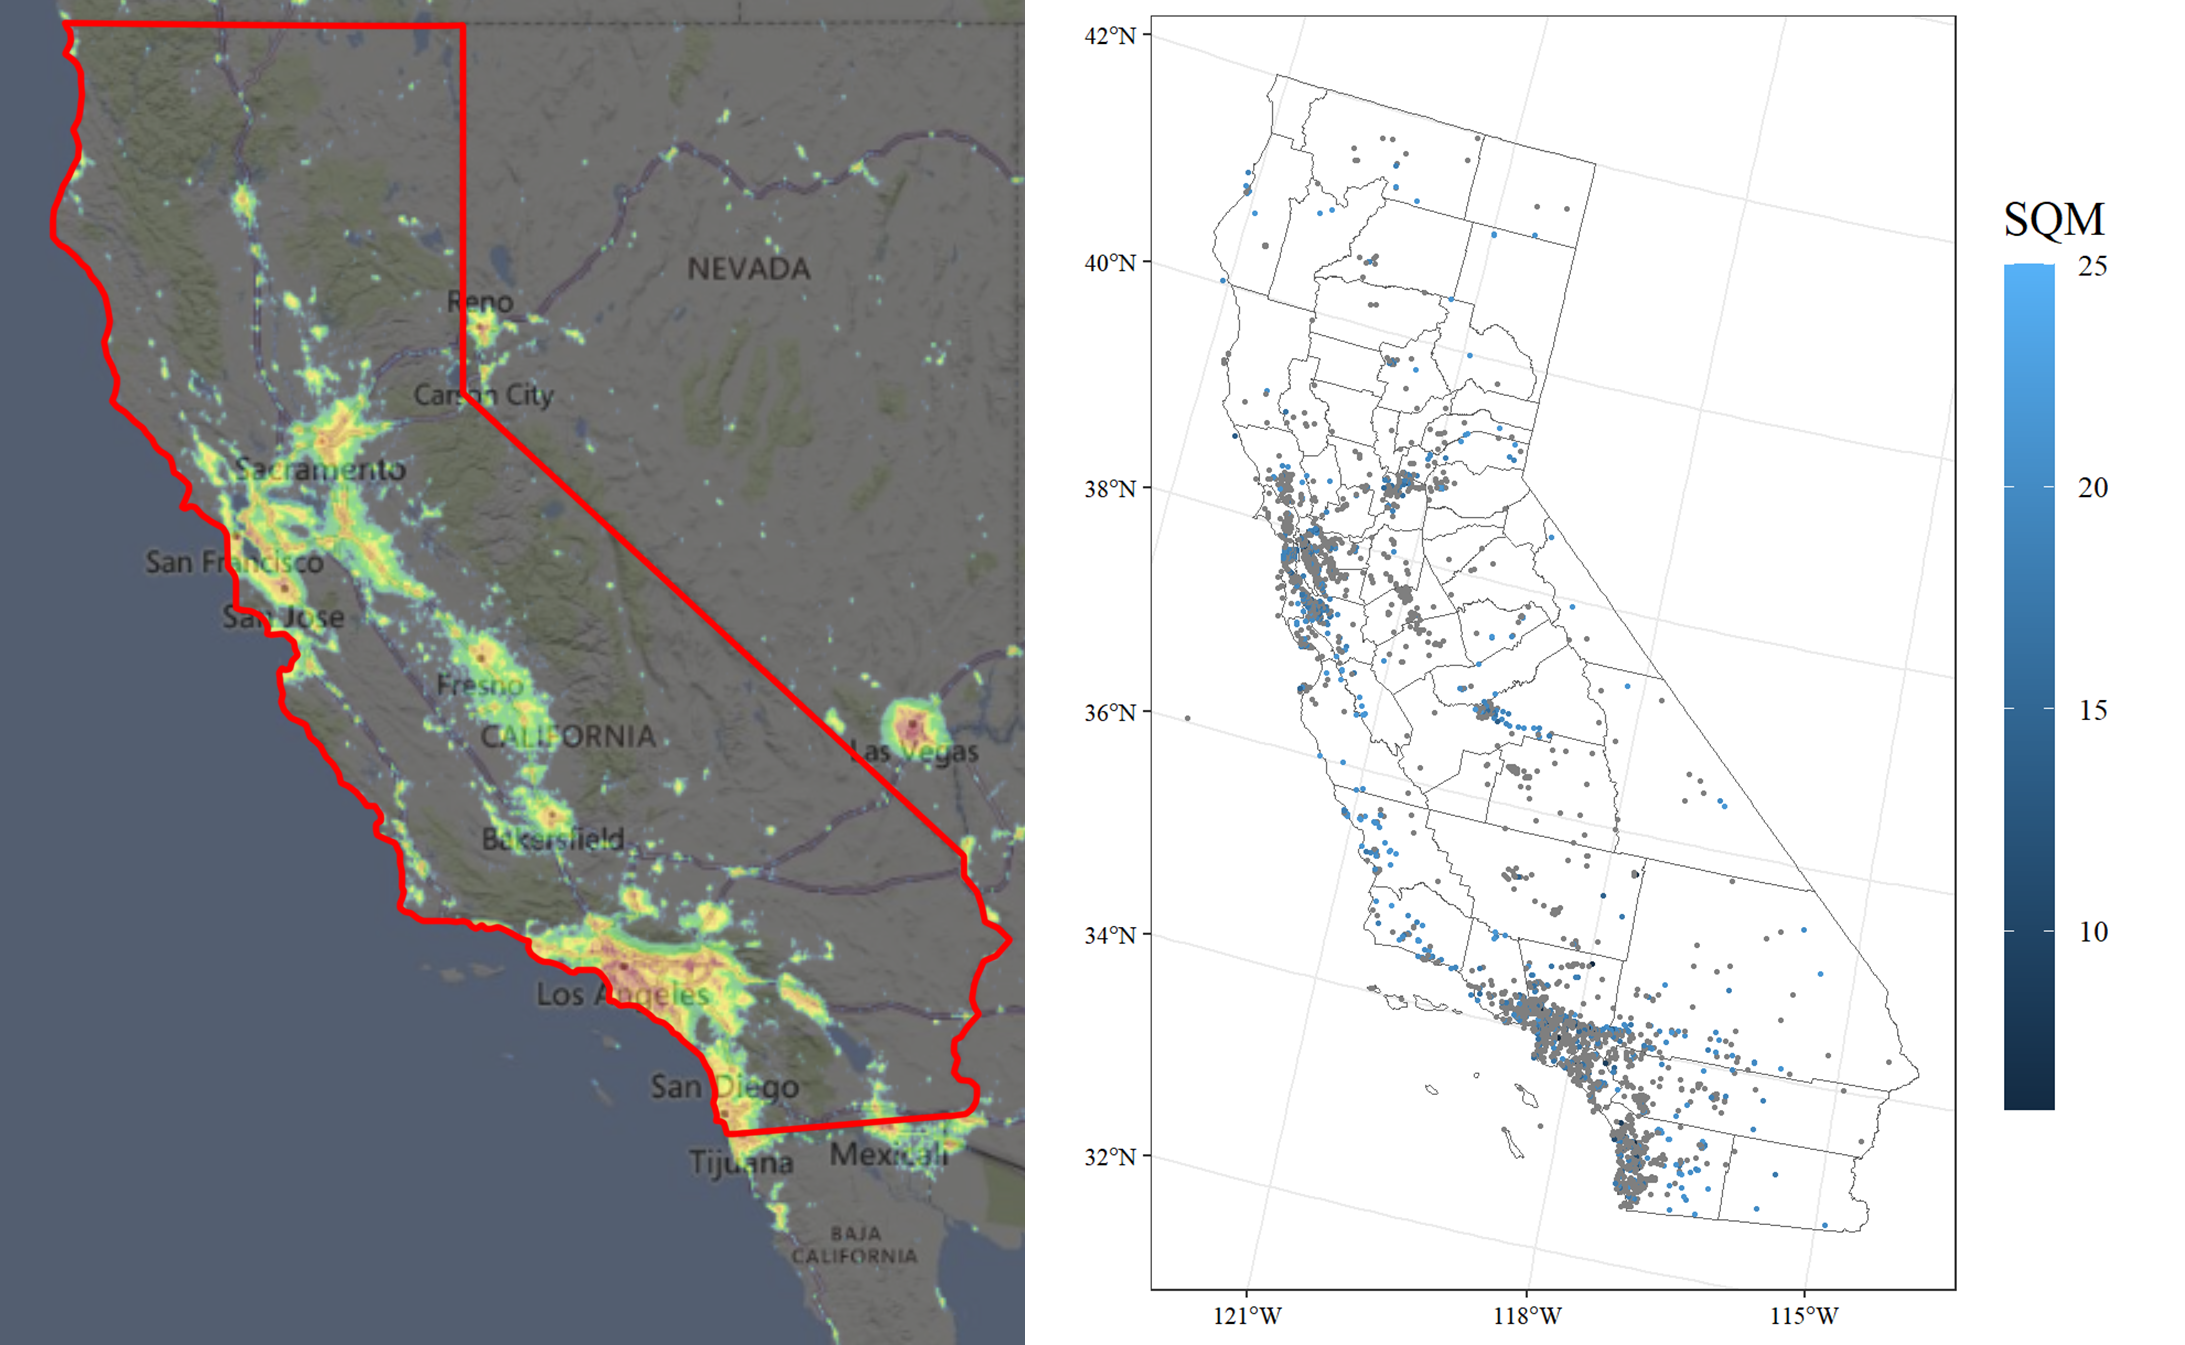 NEVADA
Reno
Carson City
Sacramento
San Francisco
San Jose
Fresno
CALIFORNIA
Las Vegas
Bakersfield
Los Angeles
San Diego
Tijuana
Mexicali
BAJA
CALIFORNIA
42°N
40°N
38°N
36°N
34°N
32°N
121°W
118°W
115°W
SQM
25
20
15
10